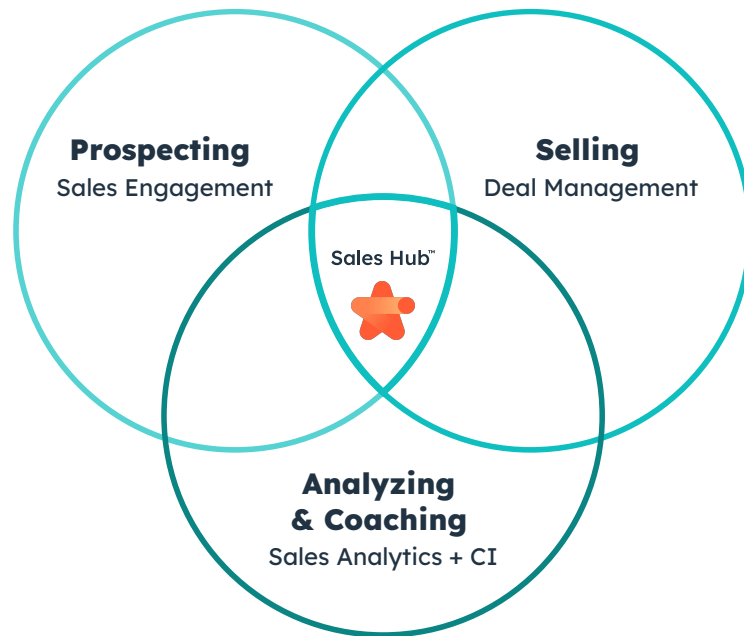 Prospecting
Sales Engagement
Selling
Deal Management
Sales Hub™
Analyzing
& Coaching
Sales Analytics + CI